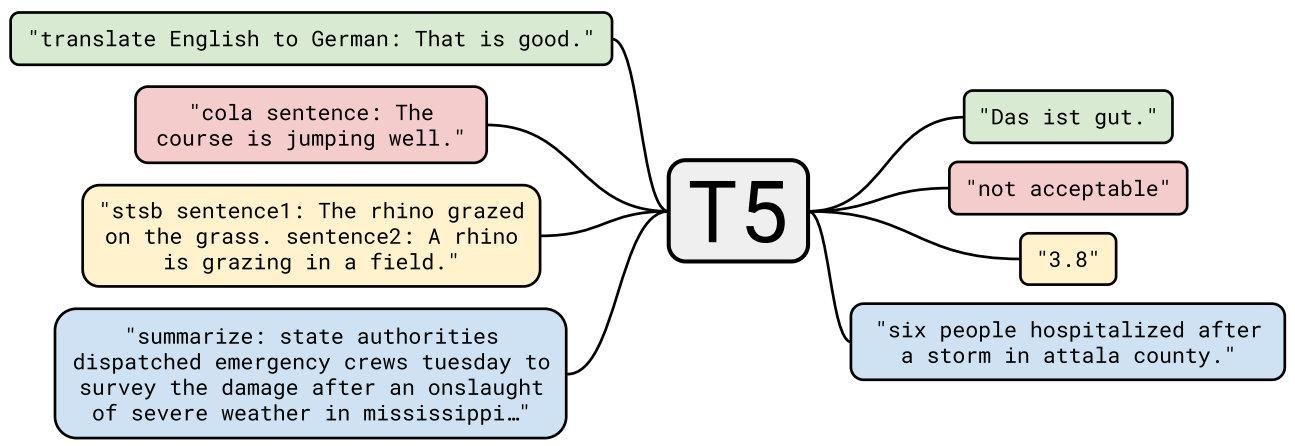 "translate English to German: That is good."
"cola sentence: The
course is jumping well."
"stsb sentence1: The rhino grazed
on the grass. sentence2: A rhino
is grazing in a field."
"summarize: state authorities
dispatched emergency crews tuesday to
survey the damage after an onslaught
of severe weather in mississippi…"
T5
"Das ist gut."
"not acceptable"
"3.8"
"six people hospitalized after
a storm in attala county."